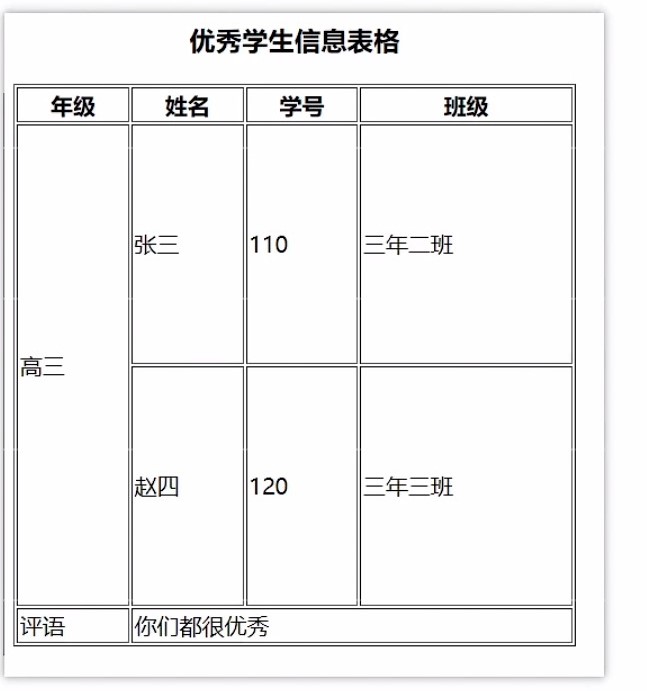 优秀学生信息表格
年级 姓名 学号 班级
张三 110 三年二班
高三
赵四 120 三年三班
评语 你们都很优秀